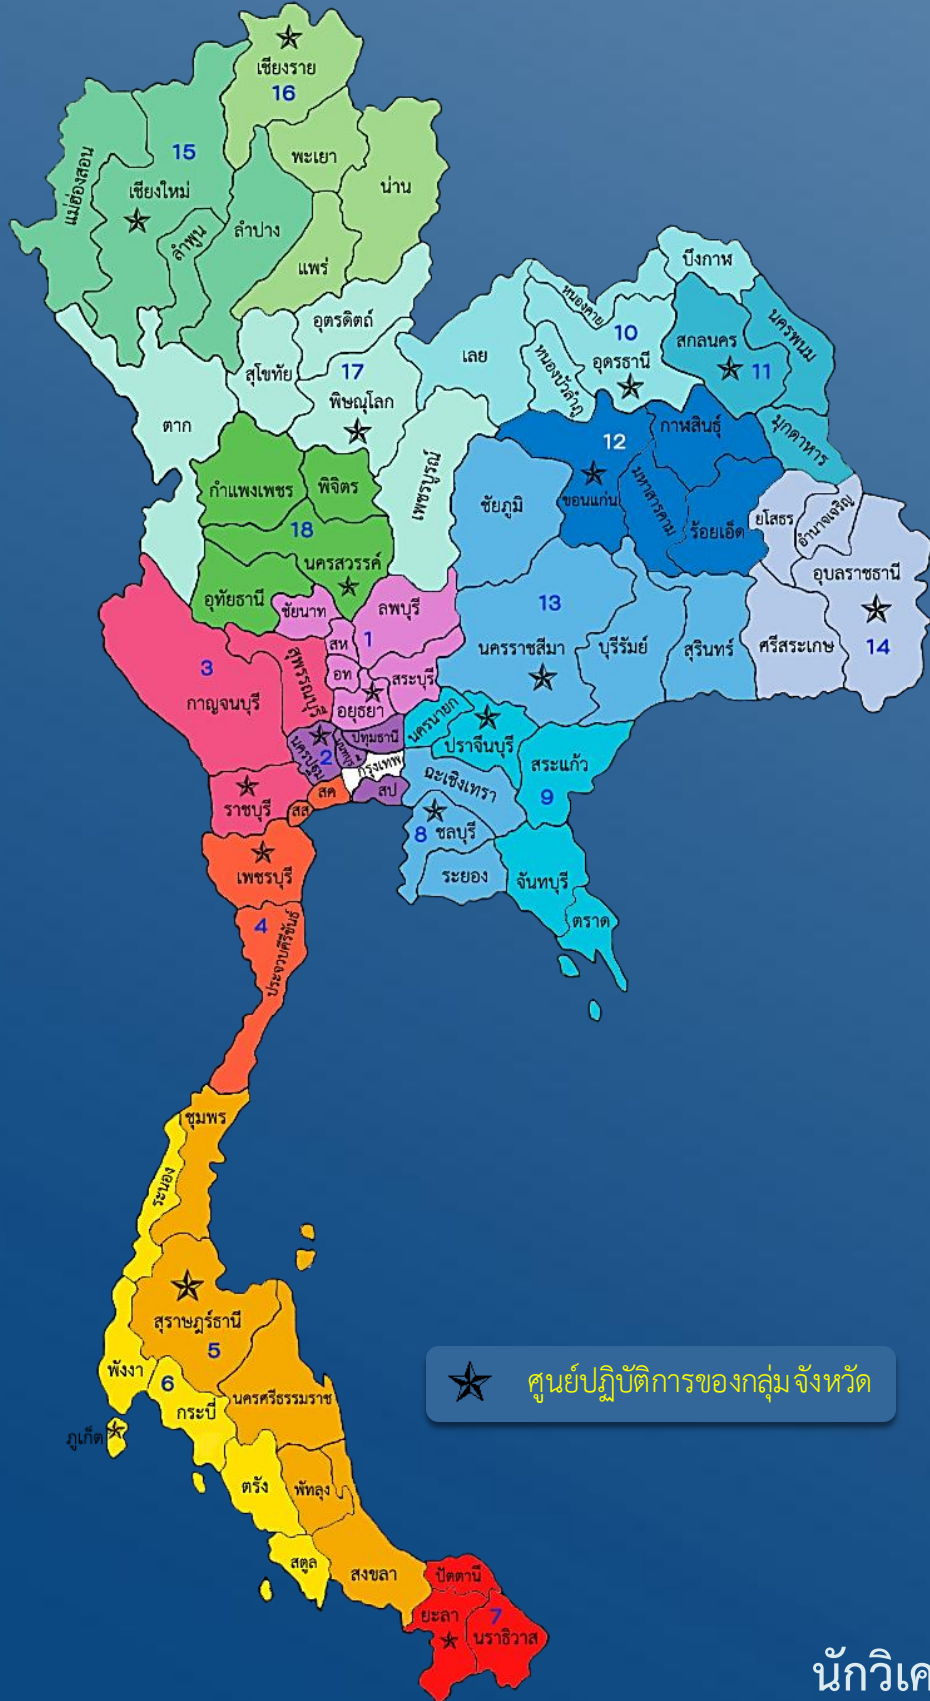 เชียงราย
16
พะเยา
น่าน
แม่ฮ่องสอน
15
เชียงใหม่
ลำพูน
ลำปาง
แพร่
อุตรดิตถ์
สุโขทัย
17
พิษณุโลก
ตาก
เพชรบูรณ์
เลย
หนองคาย
บึงกาฬ
10
อุดรธานี
หนองบัวลำภู
สกลนคร
11
นครพนม
มุกดาหาร
12
ขอนแก่น
กาฬสินธุ์
มหาสารคาม
ร้อยเอ็ด
ชัยภูมิ
ยโสธร
อำนาจเจริญ
อุบลราชธานี
14
ศรีสะเกษ
13
นครราชสีมา
บุรีรัมย์
สุรินทร์
กำแพงเพชร
พิจิตร
18
นครสวรรค์
อุทัยธานี
ชัยนาท
ลพบุรี
1
สห
อท
สระบุรี
อยุธยา
3
กาญจนบุรี
สุพรรณบุรี
ราชบุรี
นครปฐม
2
ปทุมธานี
กรุงเทพ
สป
สค
สส
นครนายก
ปราจีนบุรี
สระแก้ว
9
ฉะเชิงเทรา
8
ชลบุรี
ระยอง
จันทบุรี
ตราด
เพชรบุรี
4
ประจวบคีรีขันธ์
ชุมพร
ระนอง
สุราษฎร์ธานี
5
พังงา
6
กระบี่
นครศรีธรรมราช
ภูเก็ต
ตรัง
พัทลุง
สตูล
สงขลา
ปัตตานี
ยะลา
7
นราธิวาส
ศูนย์ปฏิบัติการของกลุ่มจังหวัด
นักวิเค